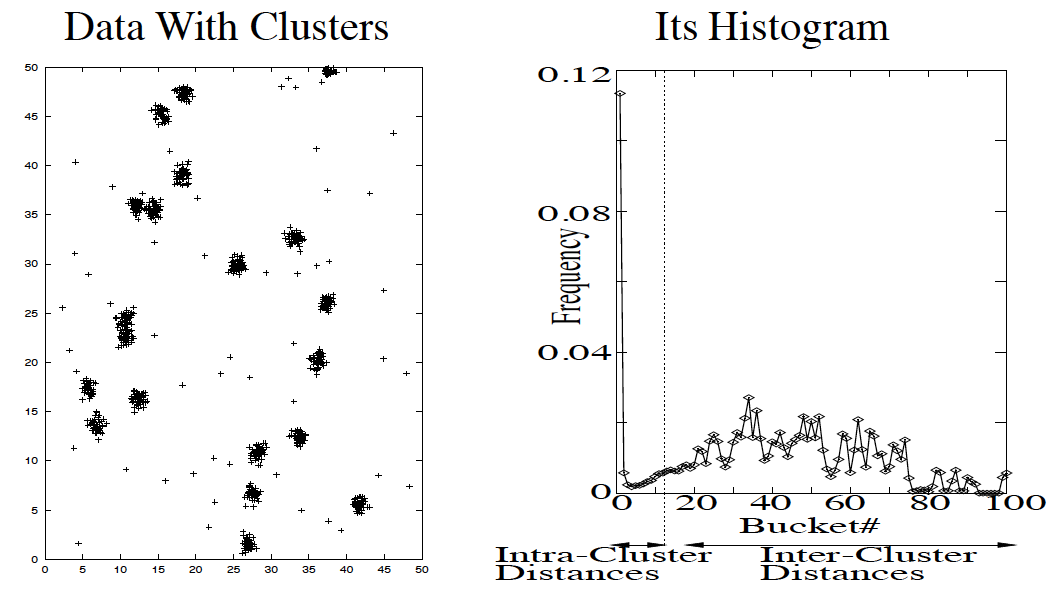 Data With Clusters
Its Histogram
50
45
40
35
30
25
20
15
10
5
0
0 5 10 15 20 25 30 35 40 45 50
0.12
0.08
0.04
0
Frequency
0 20 40 60 80 100
Bucket#
Intra-Cluster
Distances
Inter-Cluster
Distances